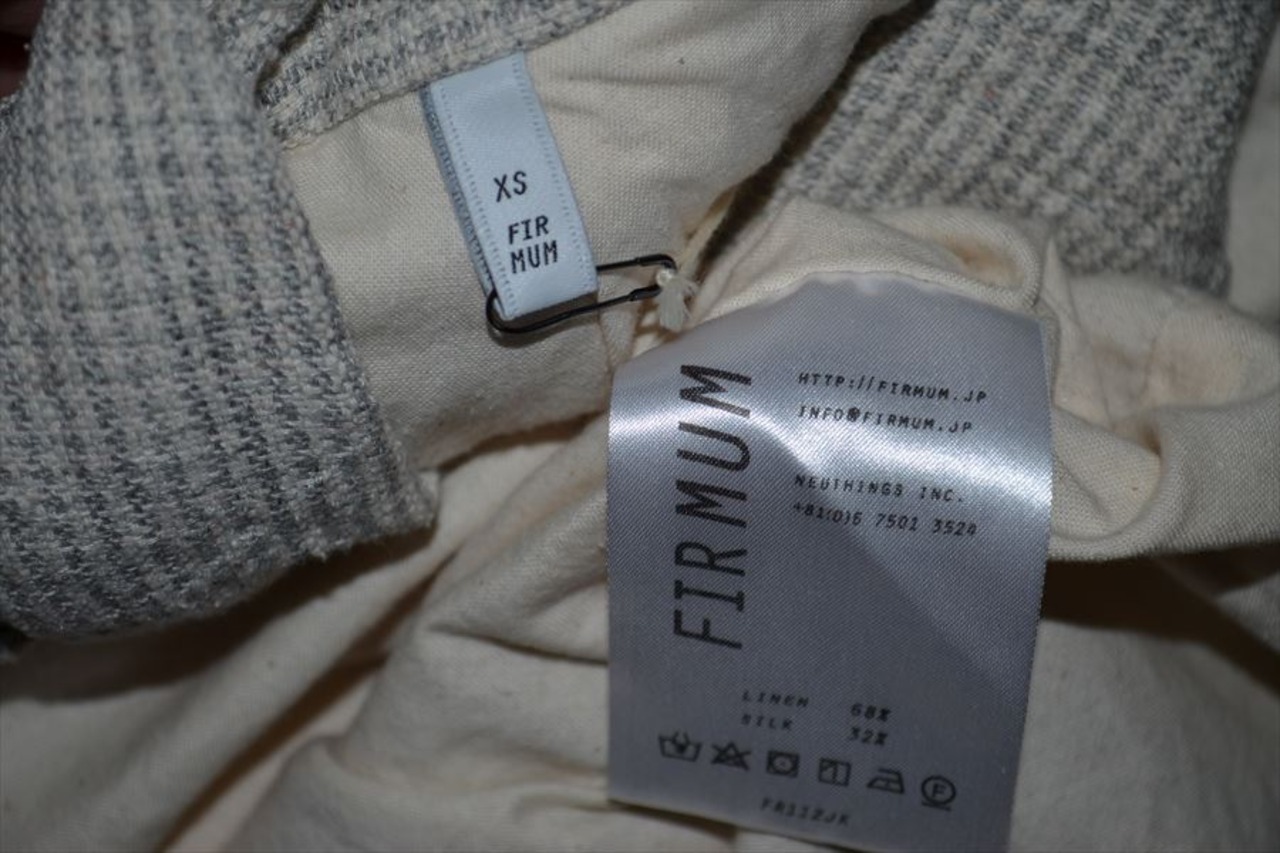 XS
FIR
MUM
FIRMUM
HTTP://FIRMUM.JP
INFO@FIRMUM.JP
NEUTHINGS INC.
+81(0)6 7501 3524
LINEN 68%
SILK 32%
F
FR112JK